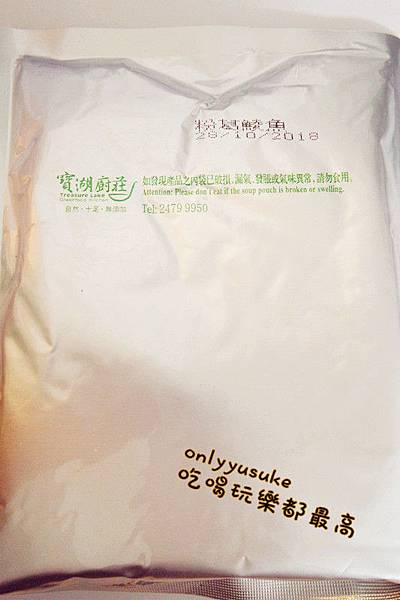 粉葛鯪魚
28/10/2018
寶湖廚莊
Treasure Lake
Greenfood Kitchen
自然·十足·無添加
如發現產品之內袋已破損、漏氣、發脹或氣味異常,請勿食用。
Attention: Please don't eat if the soup pouch is broken or swelling.
Tel: 2479 9950
onlyyusuke
吃喝玩樂都最高